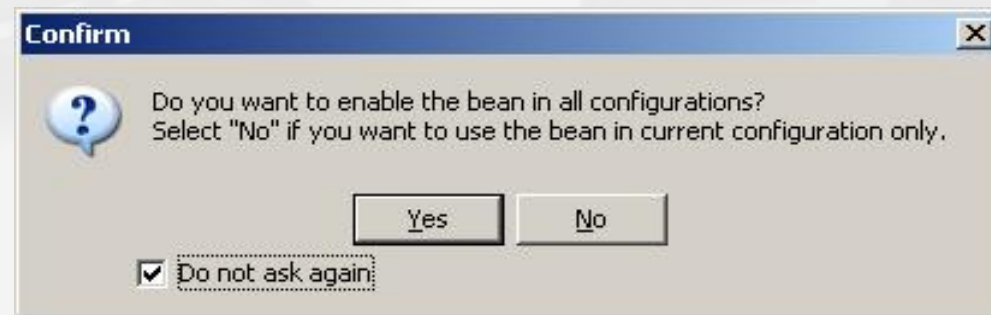 Confirm
Do you want to enable the bean in all configurations?
Select "No" if you want to use the bean in current configuration only.
Yes
No
Do not ask again